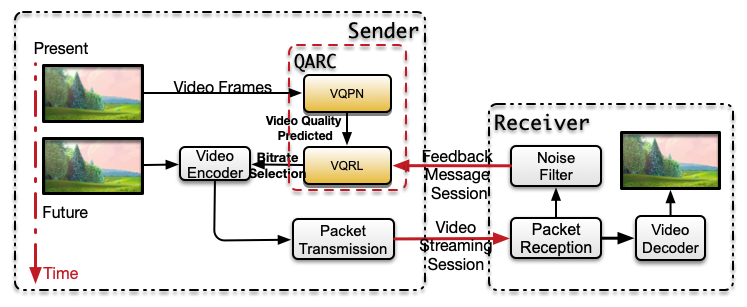 Sender
Present
QARC
Video Frames
VQPN
Video Quality
Predicted
Receiver
Video
Encoder
Bitrate
Selection
VQRL
Feedback
Message
Session
Noise
Filter
Future
Packet
Transmission
Video
Streaming
Session
Packet
Reception
Video
Decoder
Time